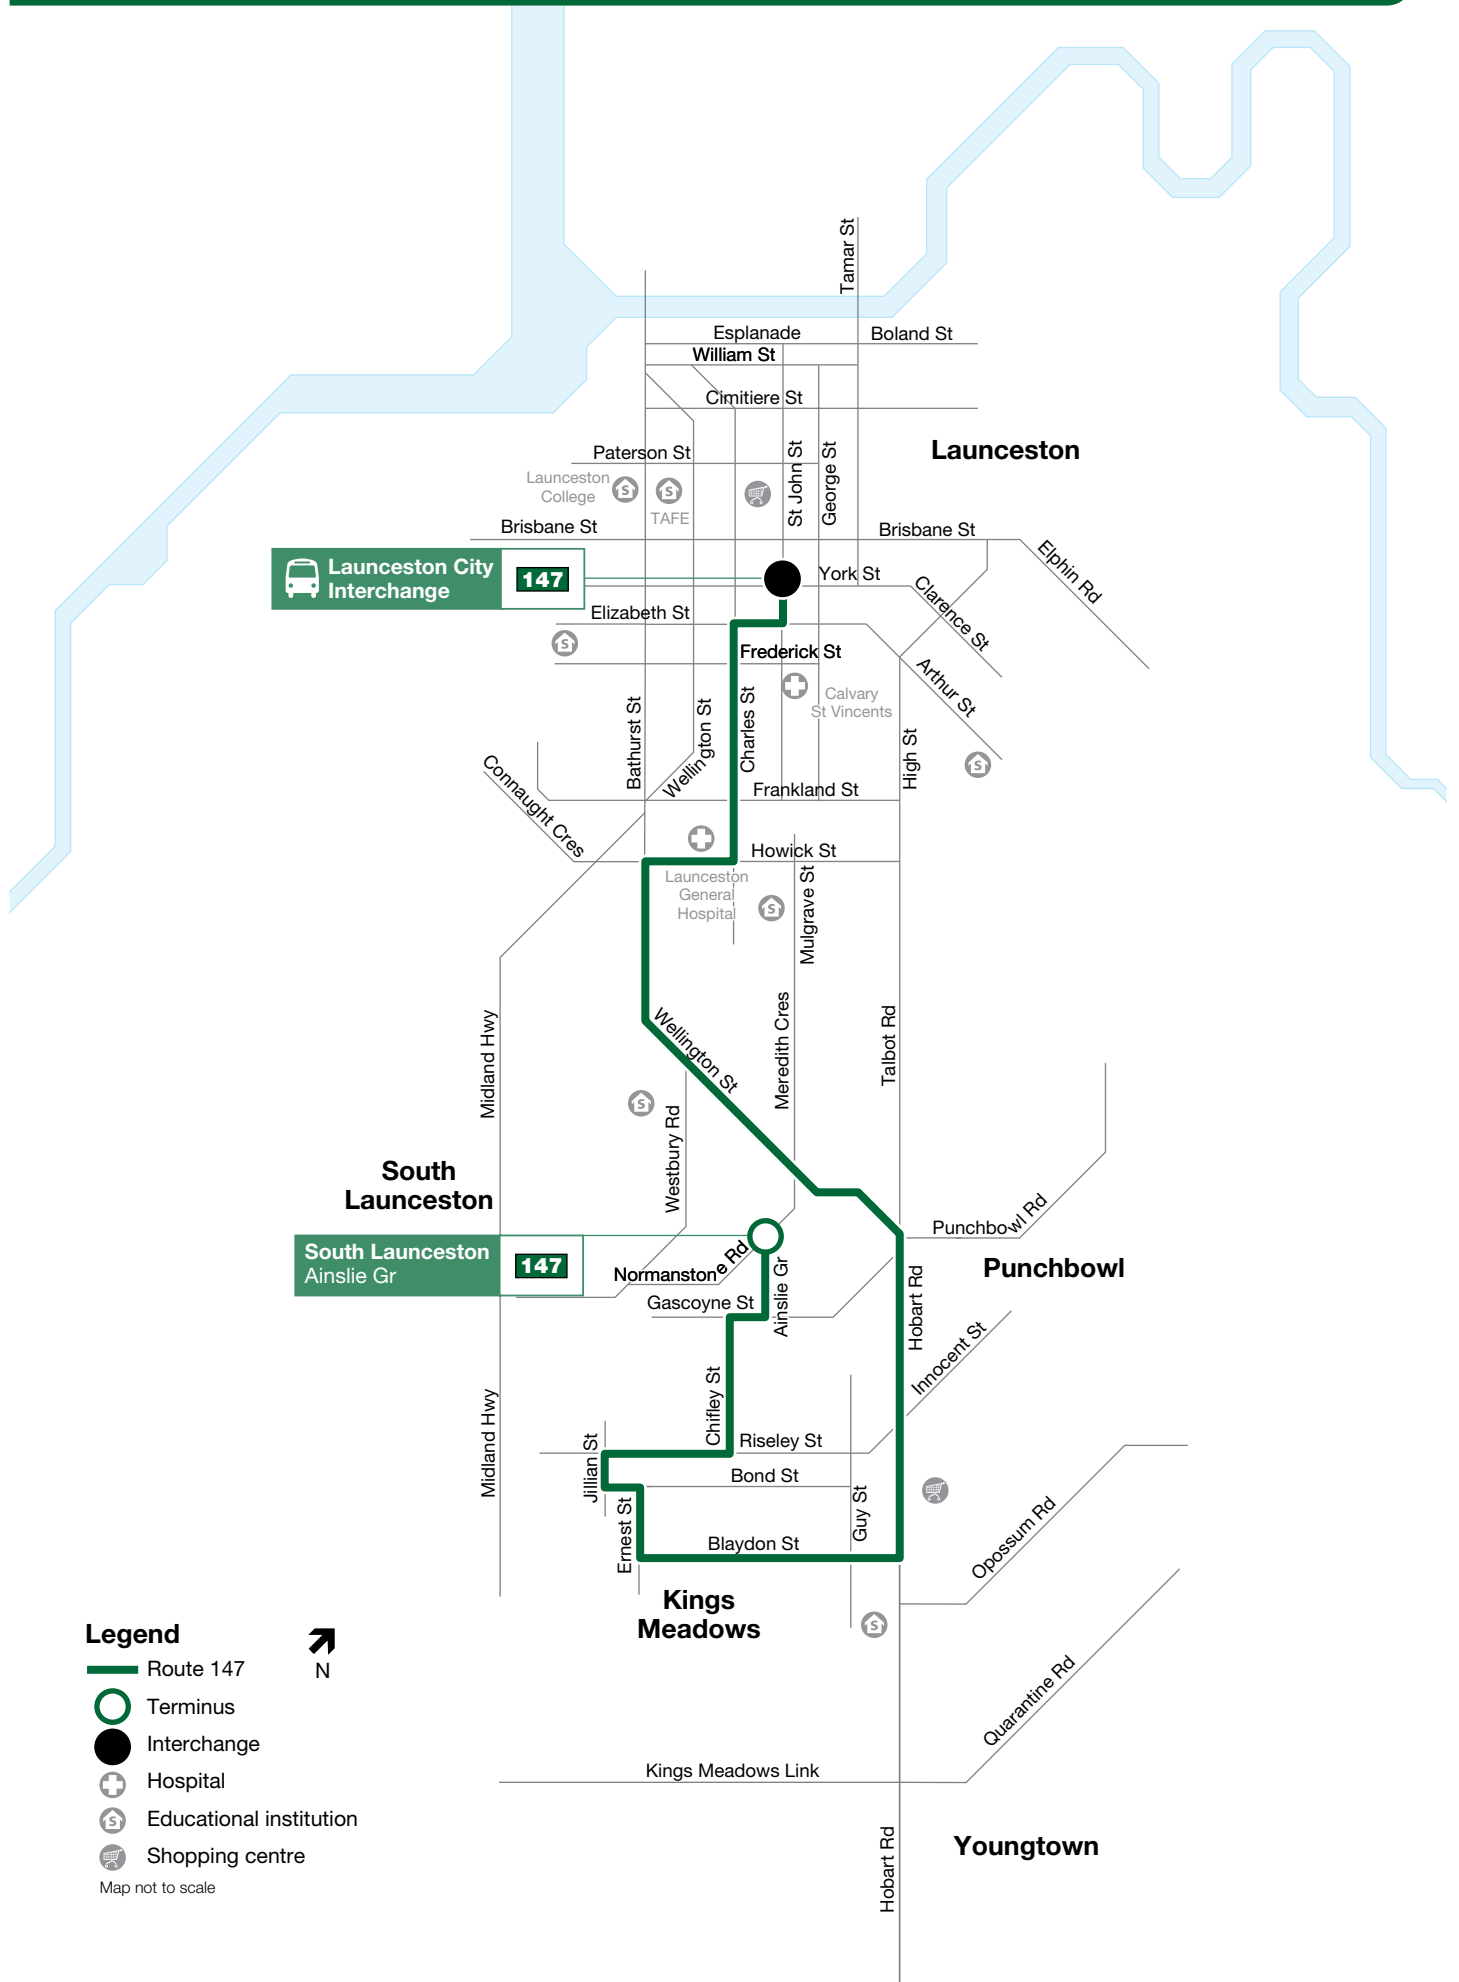 Tamar St
Esplanade
Boland St
William St
Cimitiere St
Launceston
Paterson St
St John St
George St
Launceston
College
TAFE
Brisbane St
Brisbane St
Elphin Rd
Launceston City
Interchange
147
York St
Clarence St
Elizabeth St
Frederick St
Arthur St
Calvary
St Vincents
Bathurst St
Wellington St
Charles St
High St
Connaught Cres
Frankland St
Howick St
Launceston
General
Hospital
Mulgrave St
Wellington St
Meredith Cres
Talbot Rd
Midland Hwy
Westbury Rd
South
Launceston
Punchbowl Rd
South Launceston
Ainslie Gr
147
Normanstone Rd
Ainslie Gr
Punchbowl
Hobart Rd
Gascoyne St
Innocent St
Chifley St
Midland Hwy
Jillian St
Riseley St
Bond St
Guy St
Ernest St
Opossum Rd
Blaydon St
Kings
Meadows
Quarantine Rd
Kings Meadows Link
Hobart Rd
Youngtown
Legend
N
Route 147
Terminus
Interchange
Hospital
Educational institution
Shopping centre
Map not to scale